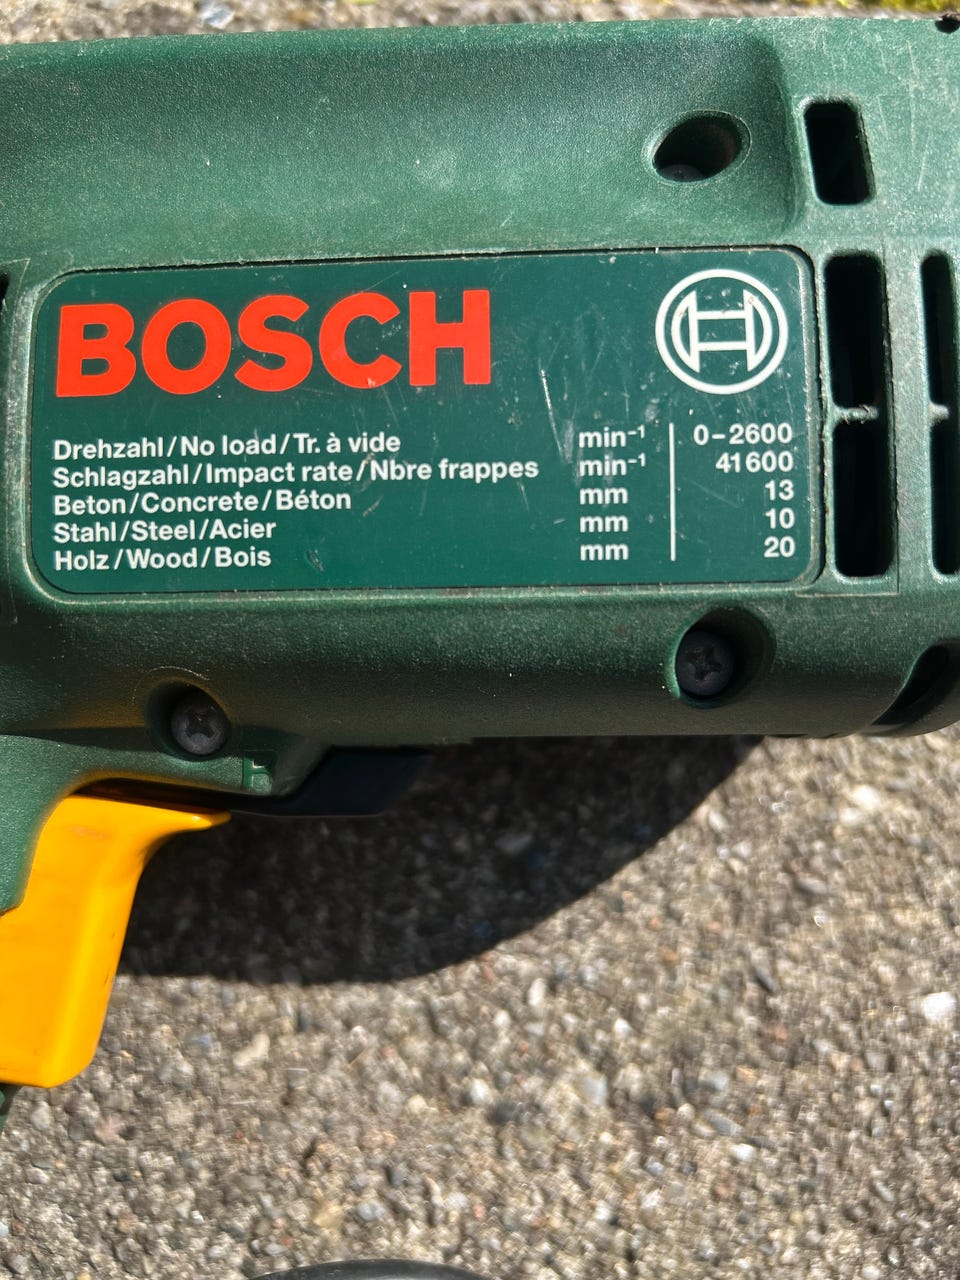 BOSCH
Drehzahl/No load/Tr. à vide min⁻¹ 0-2600
Schlagzahl/Impact rate/Nbre frappes min⁻¹ 41600
Beton/Concrete/Béton mm 13
Stahl/Steel/Acier mm 10
Holz/Wood/Bois mm 20